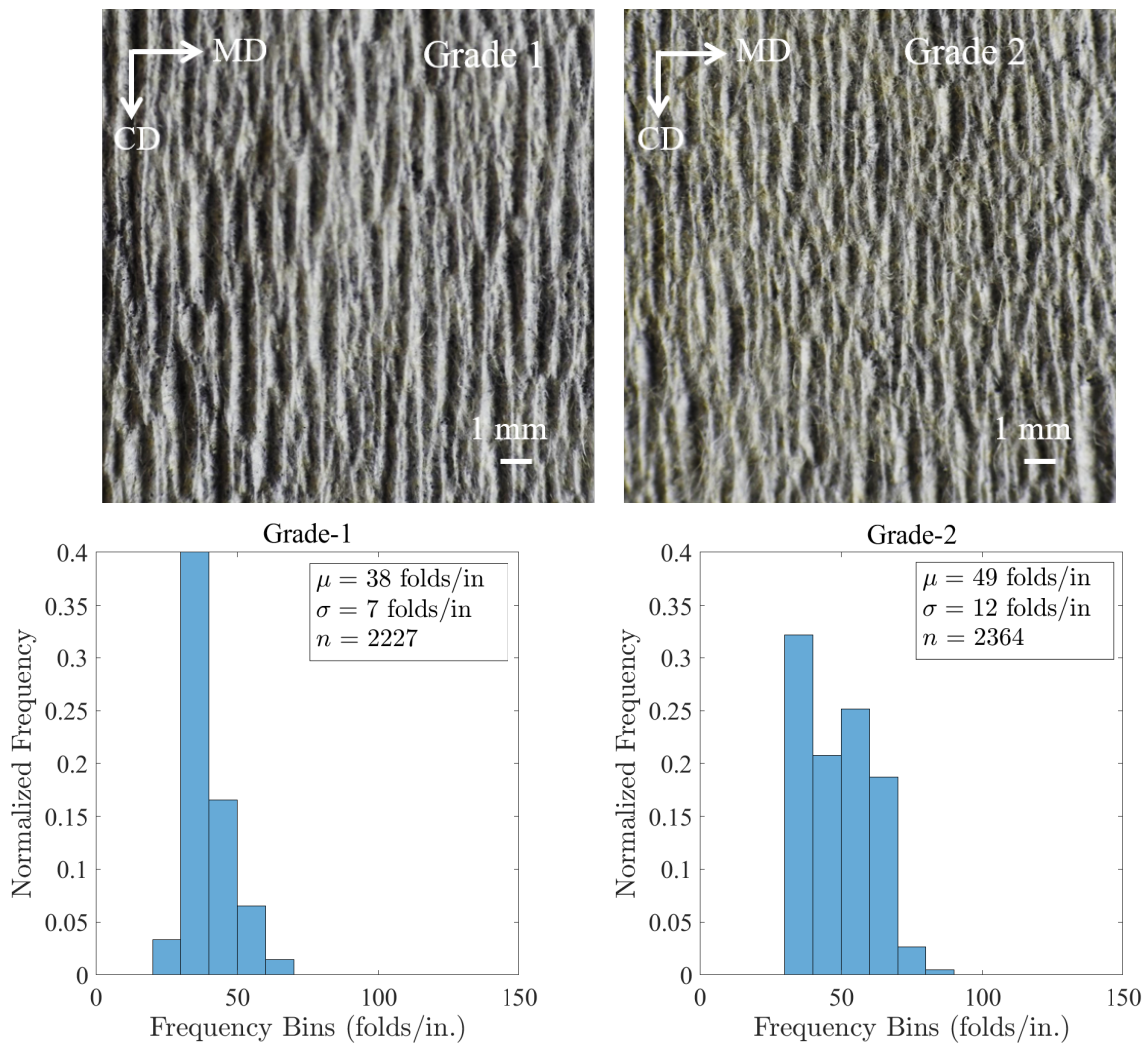 MD
Grade 1
CD
1 mm
MD
Grade 2
CD
1 mm
Grade-1
0.4
0.35
0.3
0.25
0.2
0.15
0.1
0.05
0
0 50 100 150
Normalized Frequency
Frequency Bins (folds/in.)
μ = 38 folds/in
σ = 7 folds/in
n = 2227
Grade-2
0.4
0.35
0.3
0.25
0.2
0.15
0.1
0.05
0
0 50 100 150
Normalized Frequency
Frequency Bins (folds/in.)
μ = 49 folds/in
σ = 12 folds/in
n = 2364